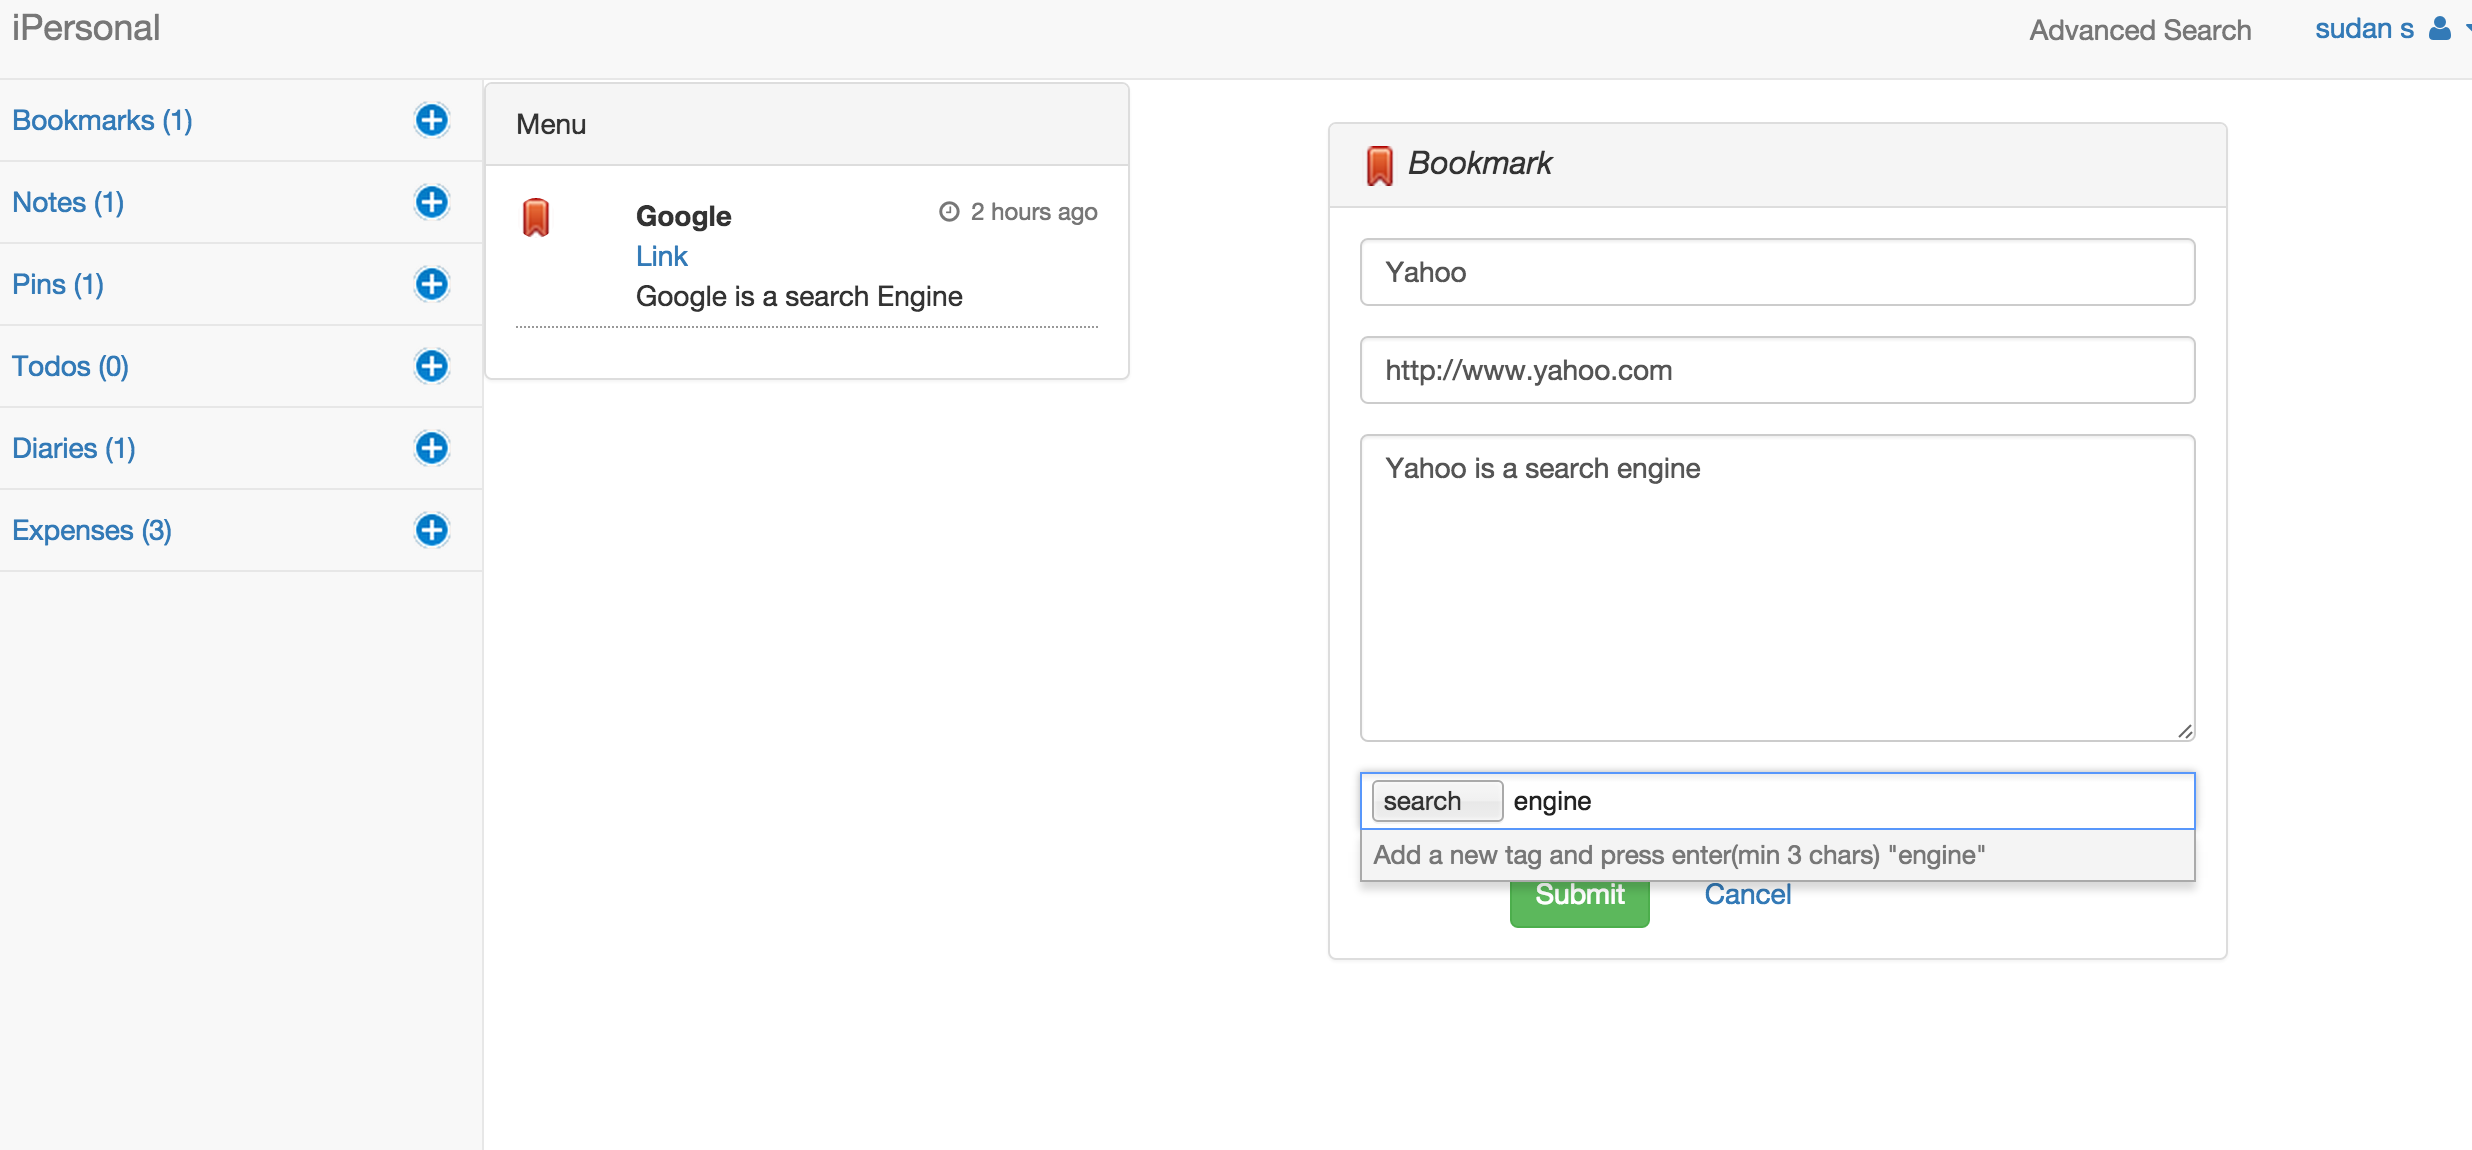 iPersonal
Advanced Search
sudan s
Bookmarks (1)
Notes (1)
Pins (1)
Todos (0)
Diaries (1)
Expenses (3)
Menu
Google
2 hours ago
Link
Google is a search Engine
Bookmark
Yahoo
http://www.yahoo.com
Yahoo is a search engine
search engine
Add a new tag and press enter(min 3 chars) "engine"
Submit Cancel